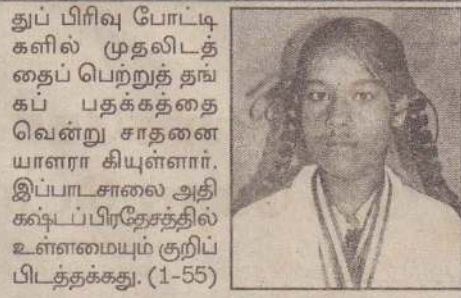 துப் பிரிவு போட்டி
களில் முதலிடத்
தைப் பெற்றுத் தங்
கப் பதக்கத்தை
வென்று சாதனை
யாளரா கியுள்ளார்.
இப்பாடசாலை அதி
கஷ்டப்பிரதேசத்தில்
உள்ளமையும் குறிப்
பிடத்தக்கது. (1-55)